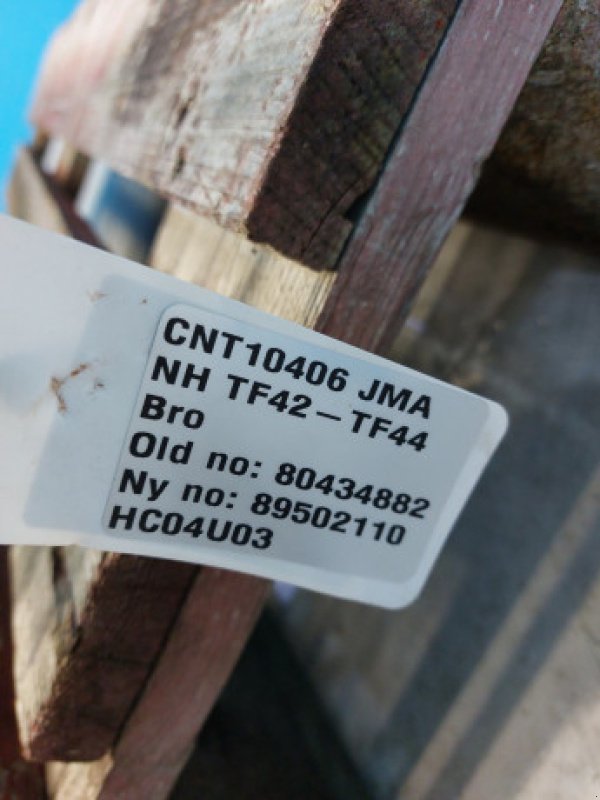 CNT10406 JMA
NH TF42-TF44
Bro
Old no: 80434882
Ny no: 89502110
HC04U03